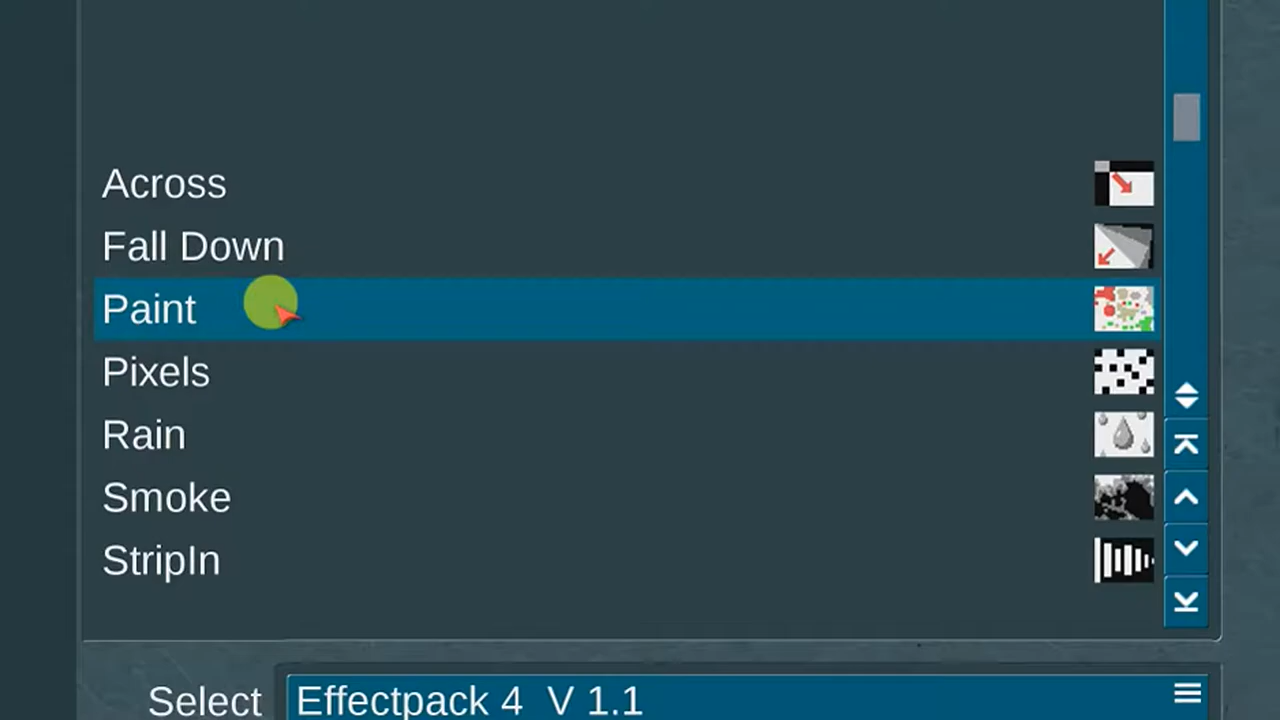 Across
Fall Down
Paint
Pixels
Rain
Smoke
StripIn
Select
Effectpack 4 V 1.1